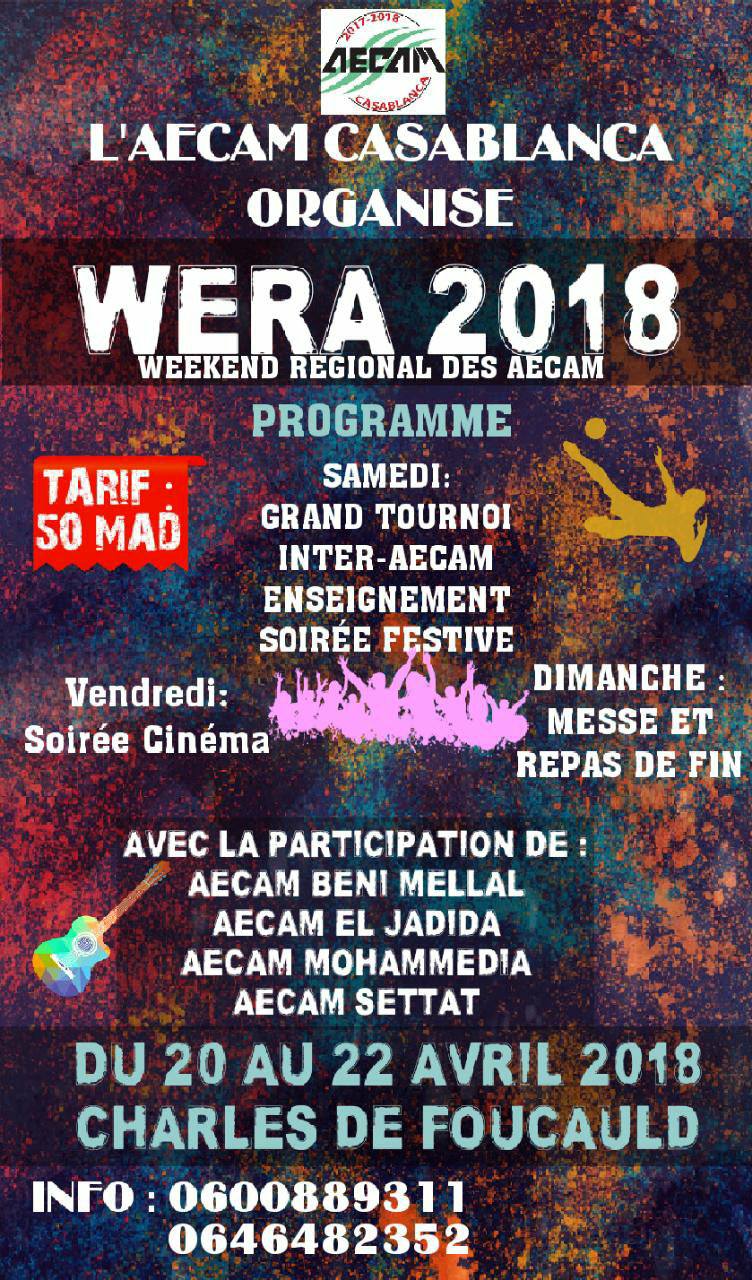 2017-2018
AECAM
CASABLANCA
L'AECAM CASABLANCA
ORGANISE
WERA 2018
WEEKEND REGIONAL DES AECAM
PROGRAMME
TARIF :
50 MAD
SAMEDI:
GRAND TOURNOI
INTER-AECAM
ENSEIGNEMENT
SOIRÉE FESTIVE
Vendredi:
Soirée Cinéma
DIMANCHE :
MESSE ET
REPAS DE FIN
AVEC LA PARTICIPATION DE :
AECAM BENI MELLAL
AECAM EL JADIDA
AECAM MOHAMMEDIA
AECAM SETTAT
DU 20 AU 22 AVRIL 2018
CHARLES DE FOUCAULD
INFO : 0600889311
0646482352